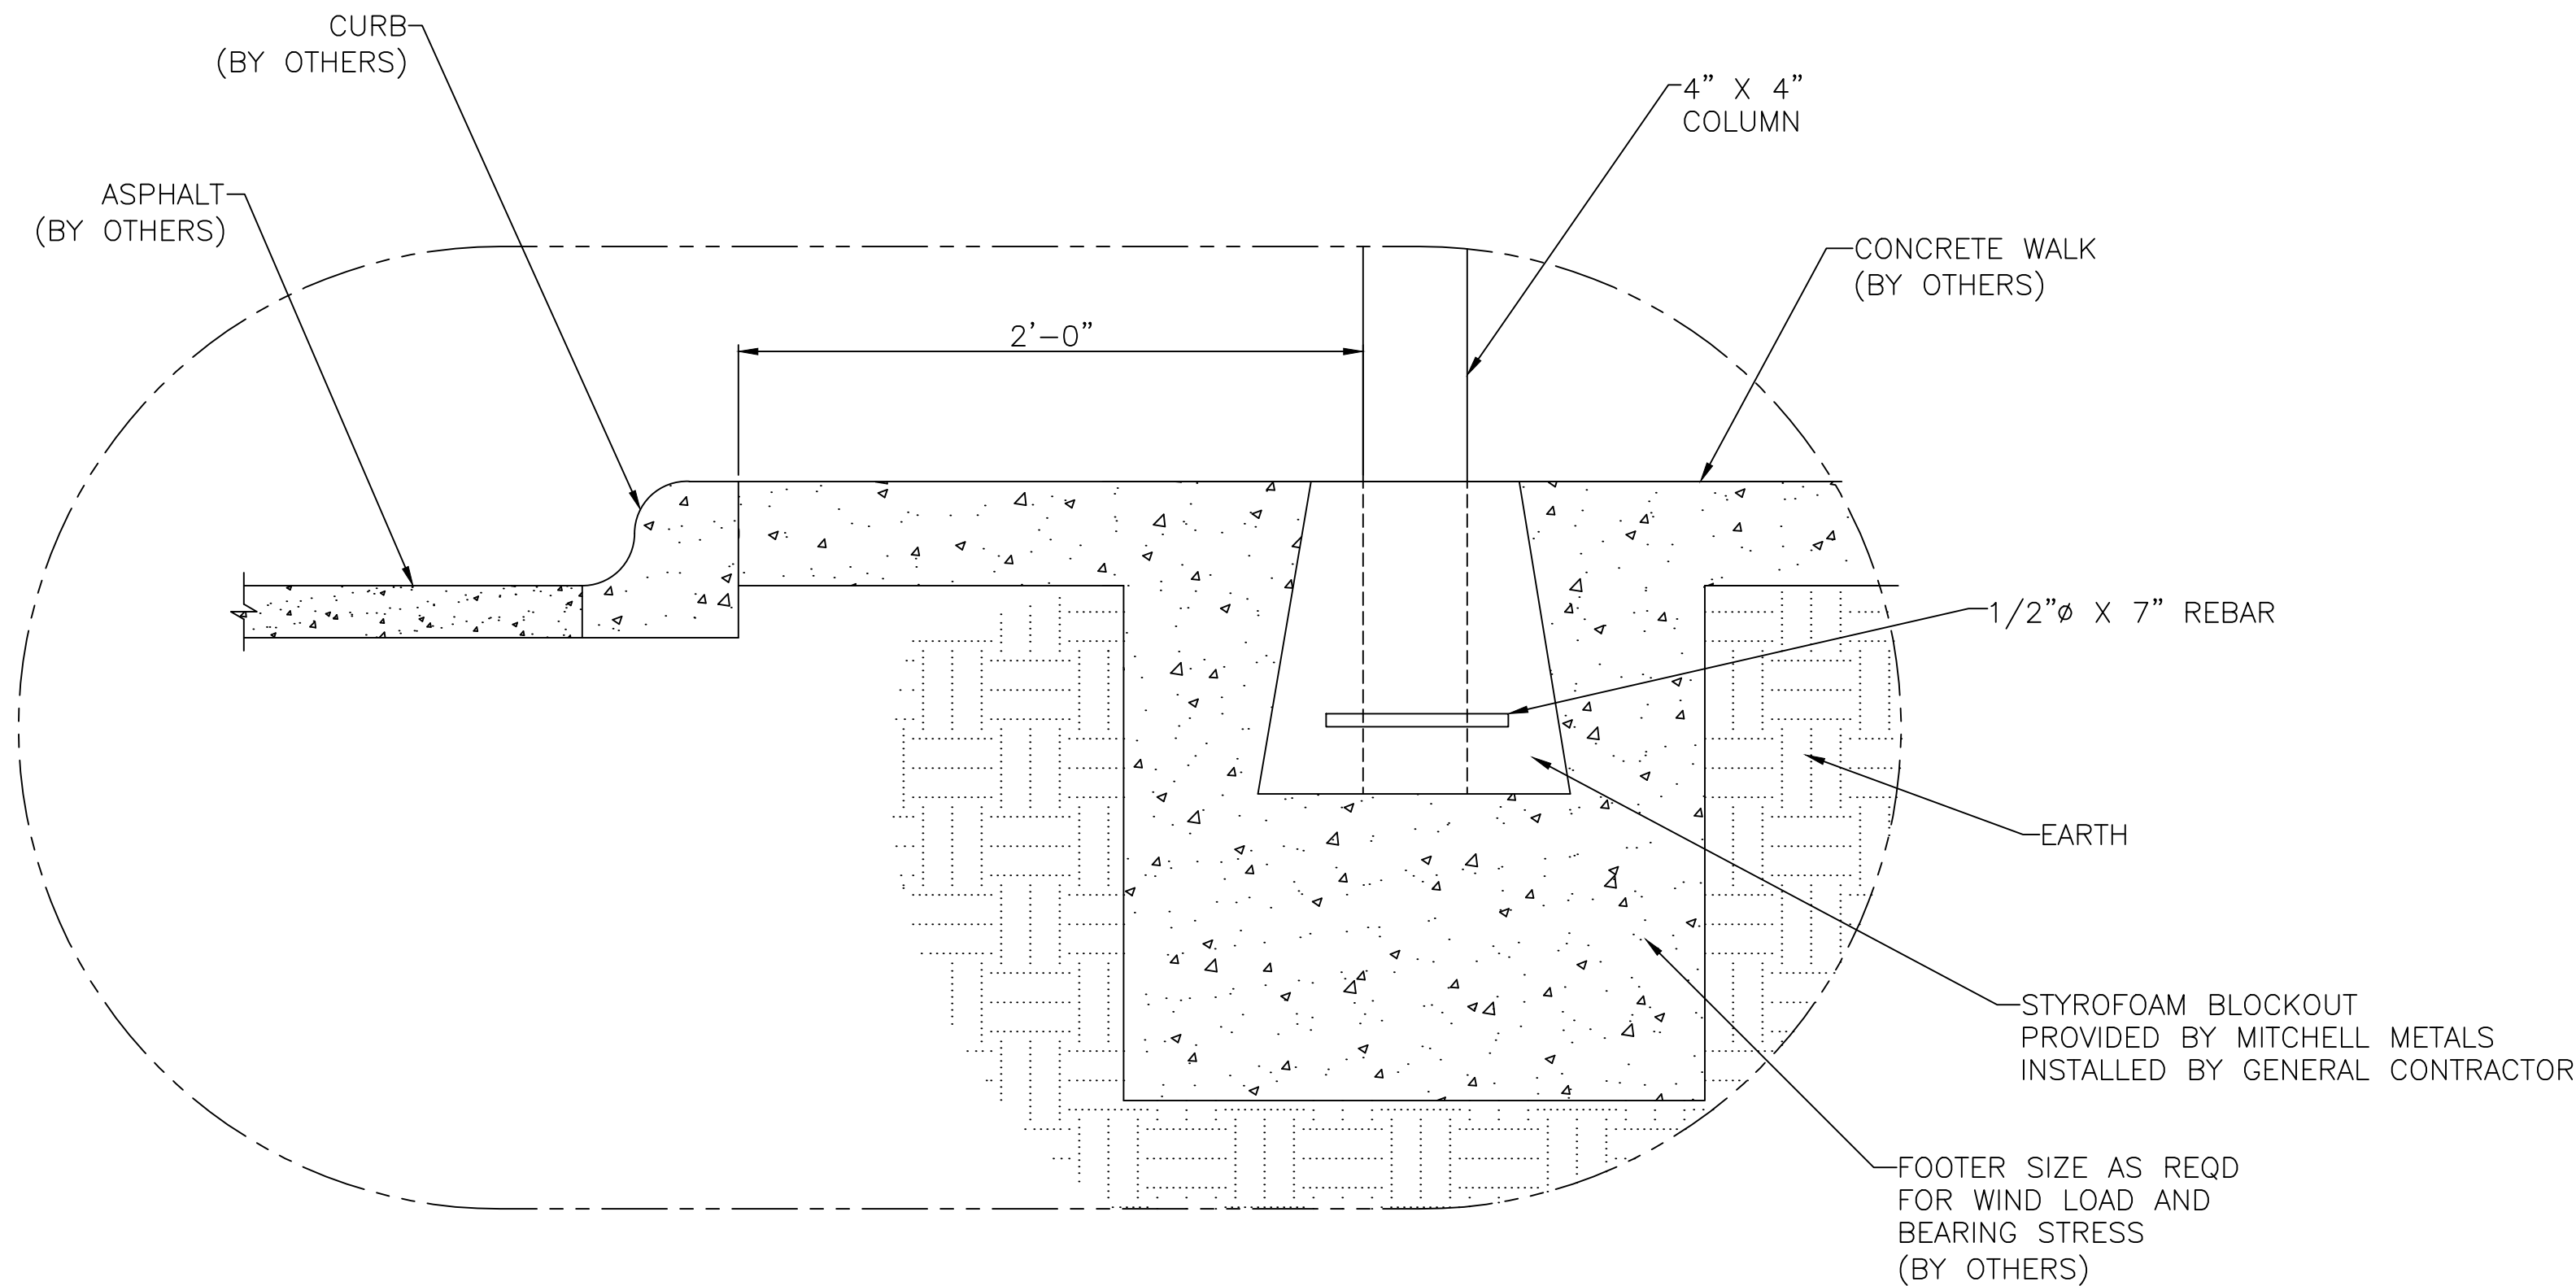 CURB
(BY OTHERS)
4” X 4”
COLUMN
ASPHALT
(BY OTHERS)
CONCRETE WALK
(BY OTHERS)
2’-0”
1/2”ø X 7” REBAR
EARTH
STYROFOAM BLOCKOUT
PROVIDED BY MITCHELL METALS
INSTALLED BY GENERAL CONTRACTOR
FOOTER SIZE AS REQD
FOR WIND LOAD AND
BEARING STRESS
(BY OTHERS)